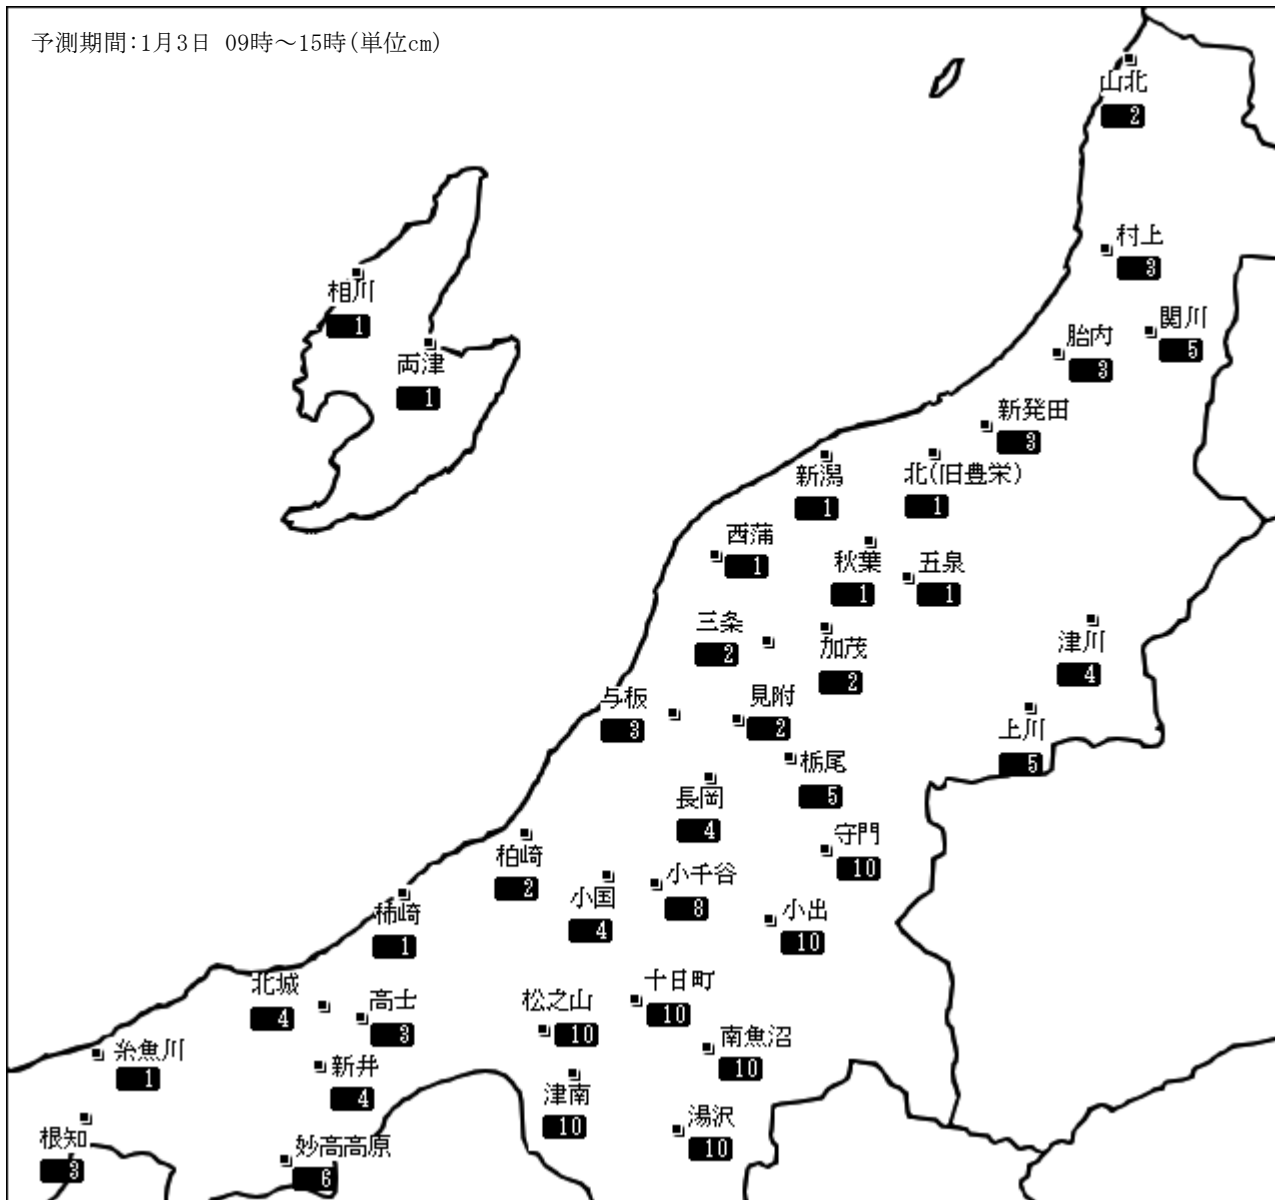 予測期間:1月3日 09時～15時(単位cm)
山北
2
村上
3
相川
1
関川
5
胎内
3
両津
1
新発田
3
新潟
1
北(旧豊栄)
1
西蒲
1
秋葉
1
五泉
1
三条
2
加茂
2
津川
4
与板
3
見附
2
上川
5
栃尾
5
長岡
4
守門
10
柏崎
2
小国
4
小千谷
8
小出
10
柿崎
1
北城
4
高士
3
松之山
10
十日町
10
南魚沼
10
糸魚川
1
新井
4
津南
10
湯沢
10
根知
3
妙高高原
6